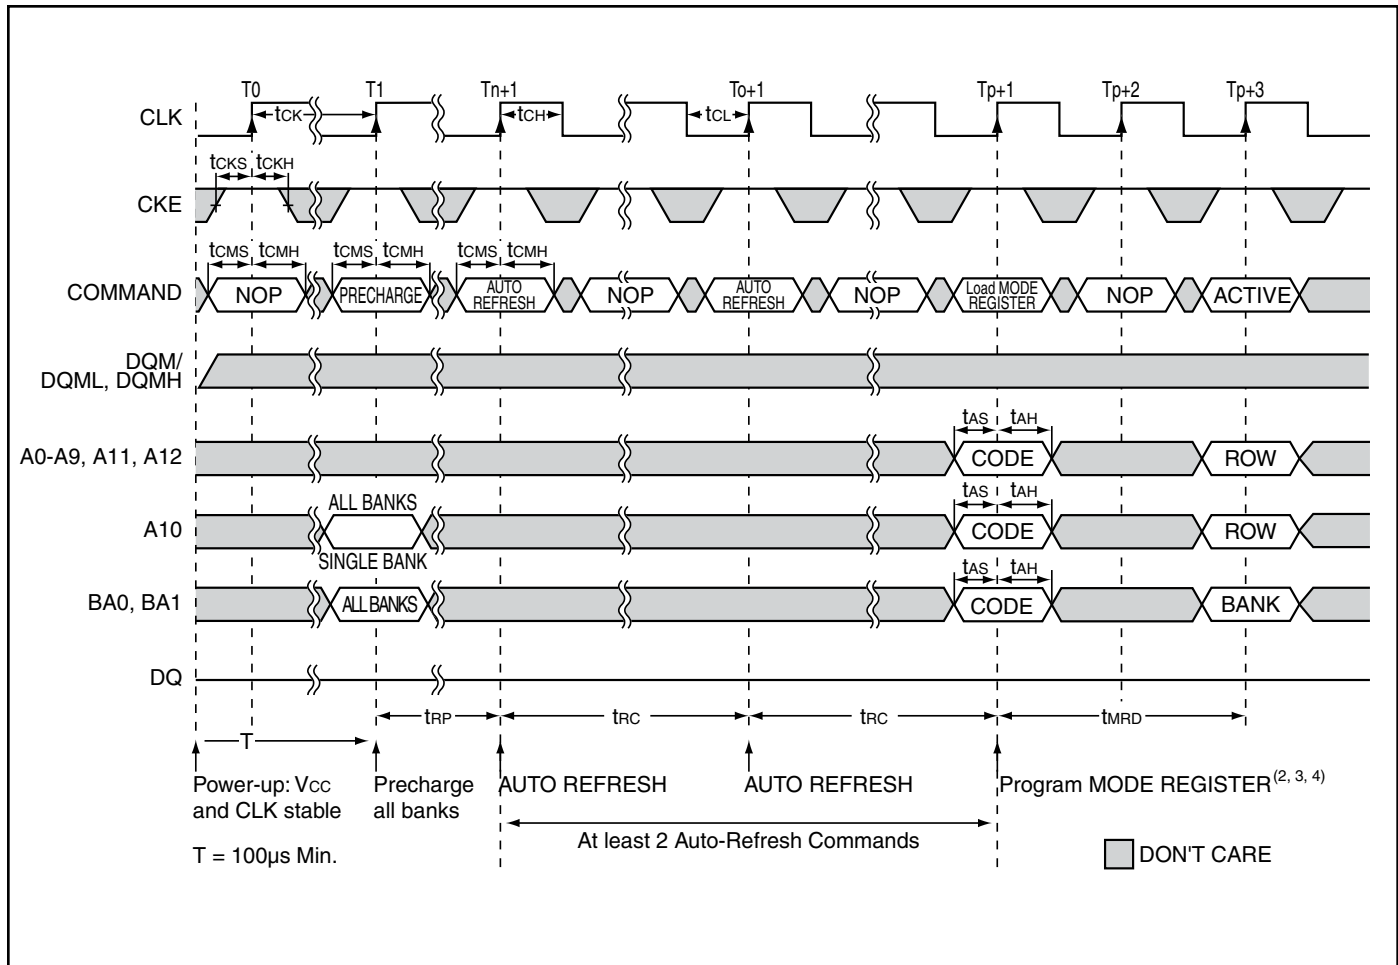 T0 T1 Tn+1 To+1 Tp+1 Tp+2 Tp+3
CLK tCK tCH tCL
tCKS tCKH
CKE
tCMS tCMH tCMS tCMH tCMS tCMH
COMMAND NOP PRECHARGE AUTO REFRESH NOP AUTO REFRESH NOP Load MODE REGISTER NOP ACTIVE
DQM/
DQML, DQMH
tAS tAH
A0-A9, A11, A12 CODE ROW
ALL BANKS tAS tAH
A10 CODE ROW
SINGLE BANK tAS tAH
BA0, BA1 ALL BANKS CODE BANK
DQ
tRP tRC tRC tMRD
T
Power-up: VCC
and CLK stable
Precharge
all banks
AUTO REFRESH
AUTO REFRESH
Program MODE REGISTER(2, 3, 4)
At least 2 Auto-Refresh Commands
T = 100µs Min.
DON'T CARE